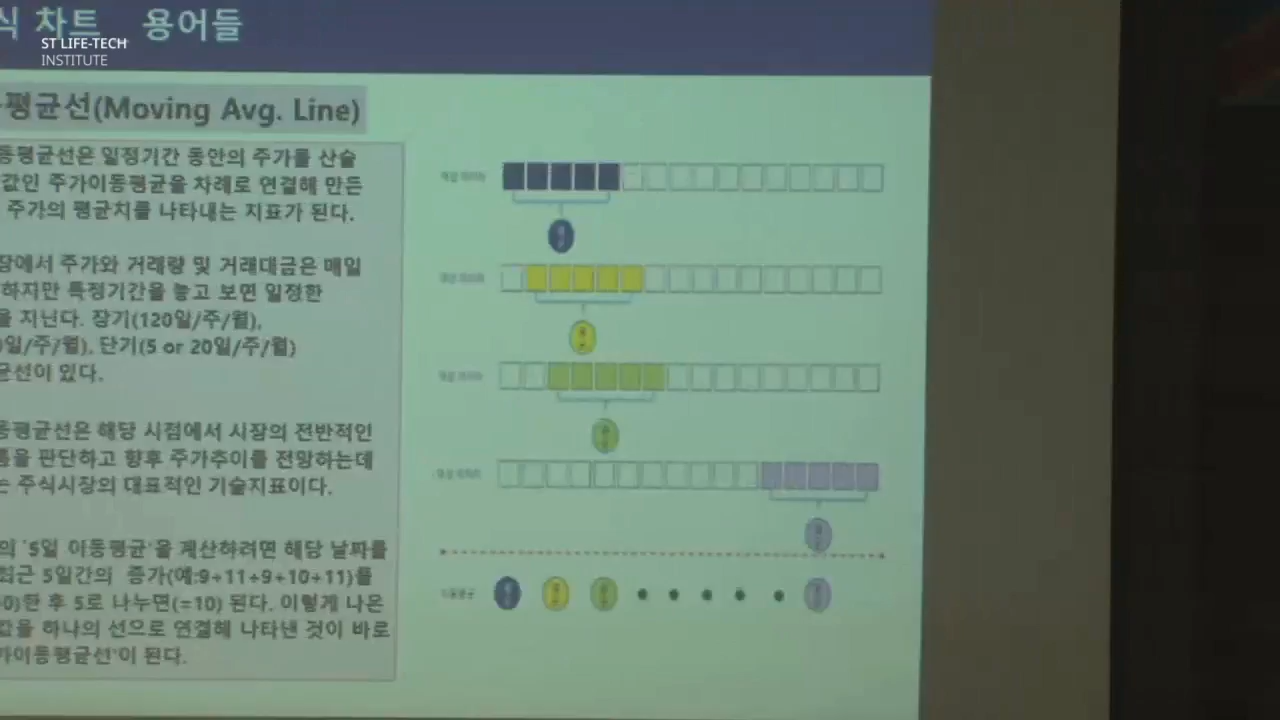 식 차트 용어들
ST LIFE-TECH
INSTITUTE
평균선(Moving Avg. Line)
동평균선은 일정기간 동안의 주가를 산술
값인 주가이동평균을 차례로 연결해 만든
주가의 평균치를 나타내는 지표가 된다.
장에서 주가와 거래량 및 거래대금은 매일
하지만 특정기간을 놓고 보면 일정한
을 지닌다. 장기(120일/주/월),
0일/주/월), 단기(5 or 20일/주/월)
균선이 있다.
동평균선은 해당 시점에서 시장의 전반적인
름을 판단하고 향후 주가추이를 전망하는데
는 주식시장의 대표적인 기술지표이다.
의 '5일 이동평균'을 계산하려면 해당 날짜를
최근 5일간의 종가(예:9+11+9+10+11)를
0)한 후 5로 나누면(=10) 된다. 이렇게 나온
값을 하나의 선으로 연결해 나타낸 것이 바로
가이동평균선'이 된다.
이동평균